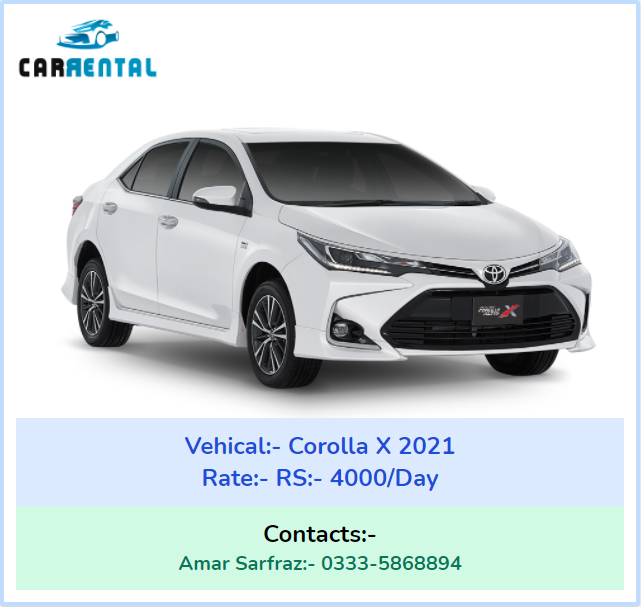 CARRENTAL
X
Vehical:- Corolla X 2021
Rate:- RS:- 4000/Day
Contacts:-
Amar Sarfraz:- 0333-5868894